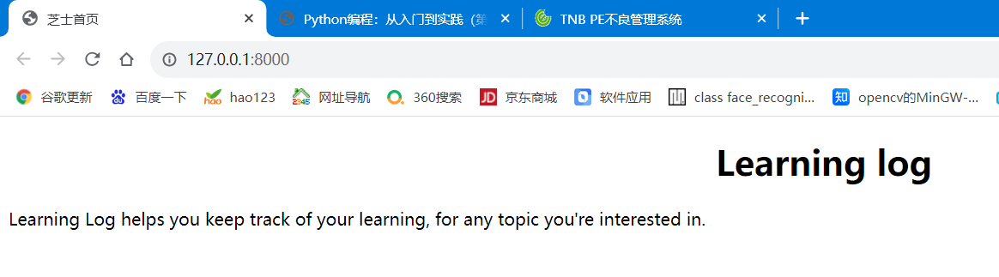 芝士首页
Python编程：从入门到实践（第
TNB PE不良管理系统
127.0.0.1:8000
谷歌更新 百度一下 hao hao123 2345 网址导航 360搜索 JD 京东商城 软件应用 class face_recogni... 知 opencv的MinGW-...
Learning log
Learning Log helps you keep track of your learning, for any topic you're interested in.